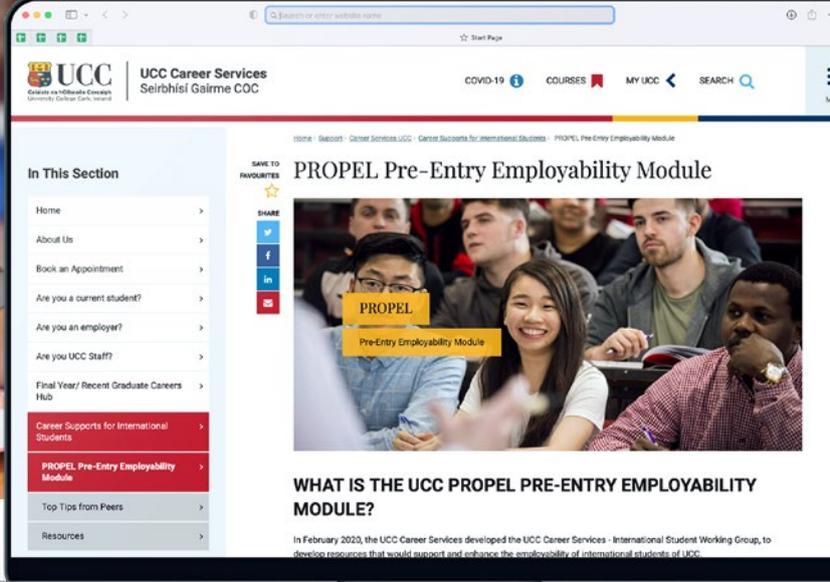 Search or enter website name
Start Page
UCC
University College Cork, Ireland
UCC Career Services
Seirbhísí Gairme COC
COVID-19
COURSES
MY UCC
SEARCH
Home
Support
Career Services UCC
Career Supports for International Students
PROPEL Pre-Entry Employability Module
In This Section
Home
About Us
Book an Appointment
Are you a current student?
Are you an employer?
Are you UCC Staff?
Final Year/ Recent Graduate Careers
Hub
Career Supports for International
Students
PROPEL Pre-Entry Employability
Module
Top Tips from Peers
Resources
SAVE TO
FAVOURITES
SHARE
PROPEL Pre-Entry Employability Module
PROPEL
Pre-Entry Employability Module
WHAT IS THE UCC PROPEL PRE-ENTRY EMPLOYABILITY
MODULE?
In February 2020, the UCC Career Services developed the UCC Career Services - International Student Working Group, to
develop resources that would support and enhance the employability of international students of UCC.